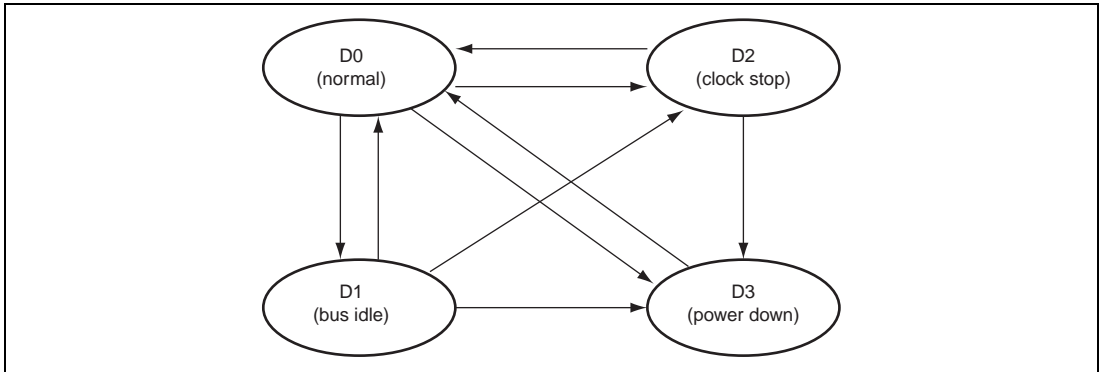 D0
(normal)
D2
(clock stop)
D1
(bus idle)
D3
(power down)